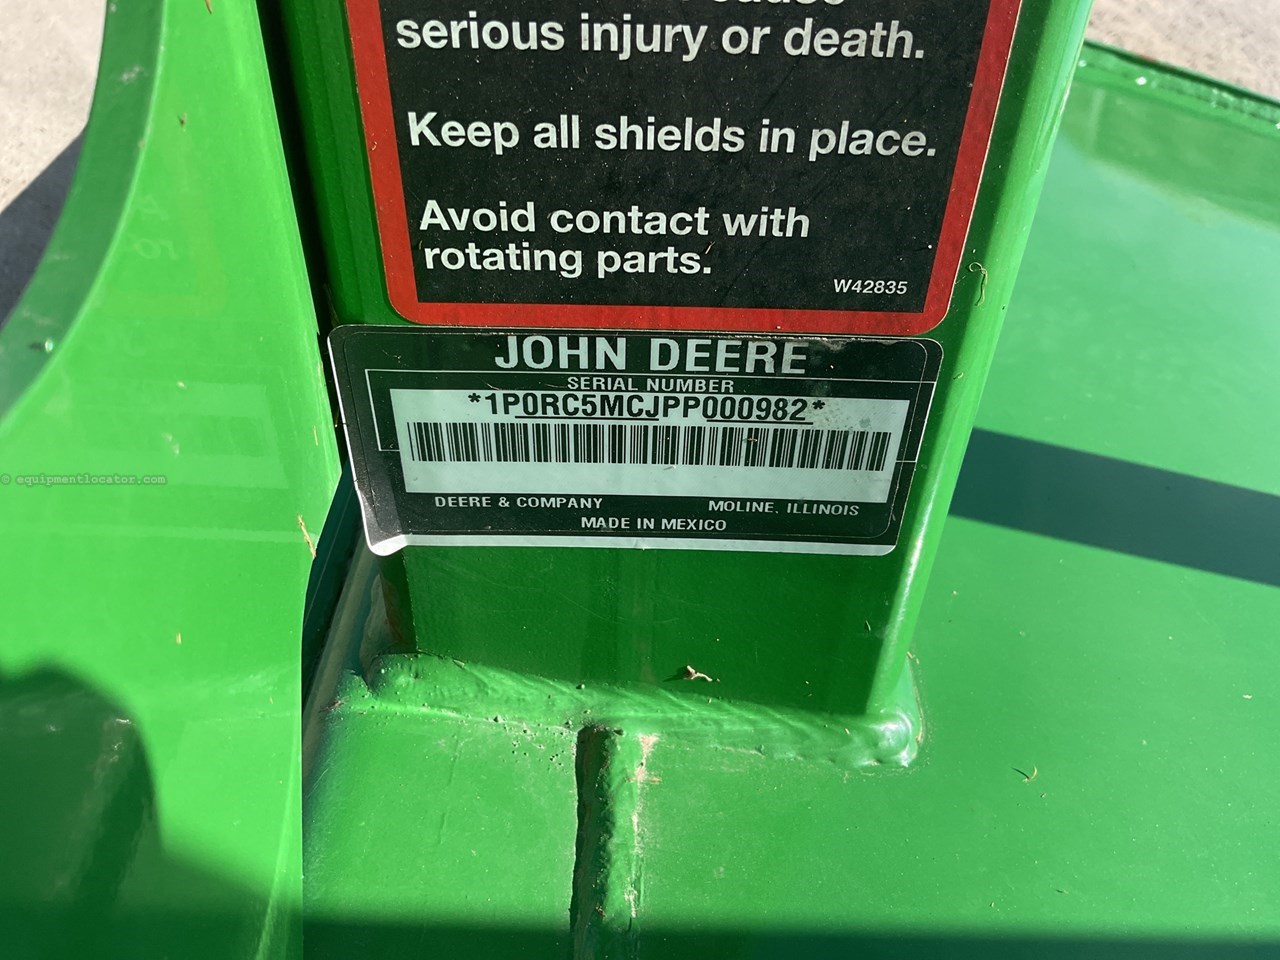 serious injury or death.
Keep all shields in place.
Avoid contact with
rotating parts.
W42835
JOHN DEERE
SERIAL NUMBER
*1P0RC5MCJPP000982*
DEERE & COMPANY MOLINE, ILLINOIS
MADE IN MEXICO
© equipmentlocator.com